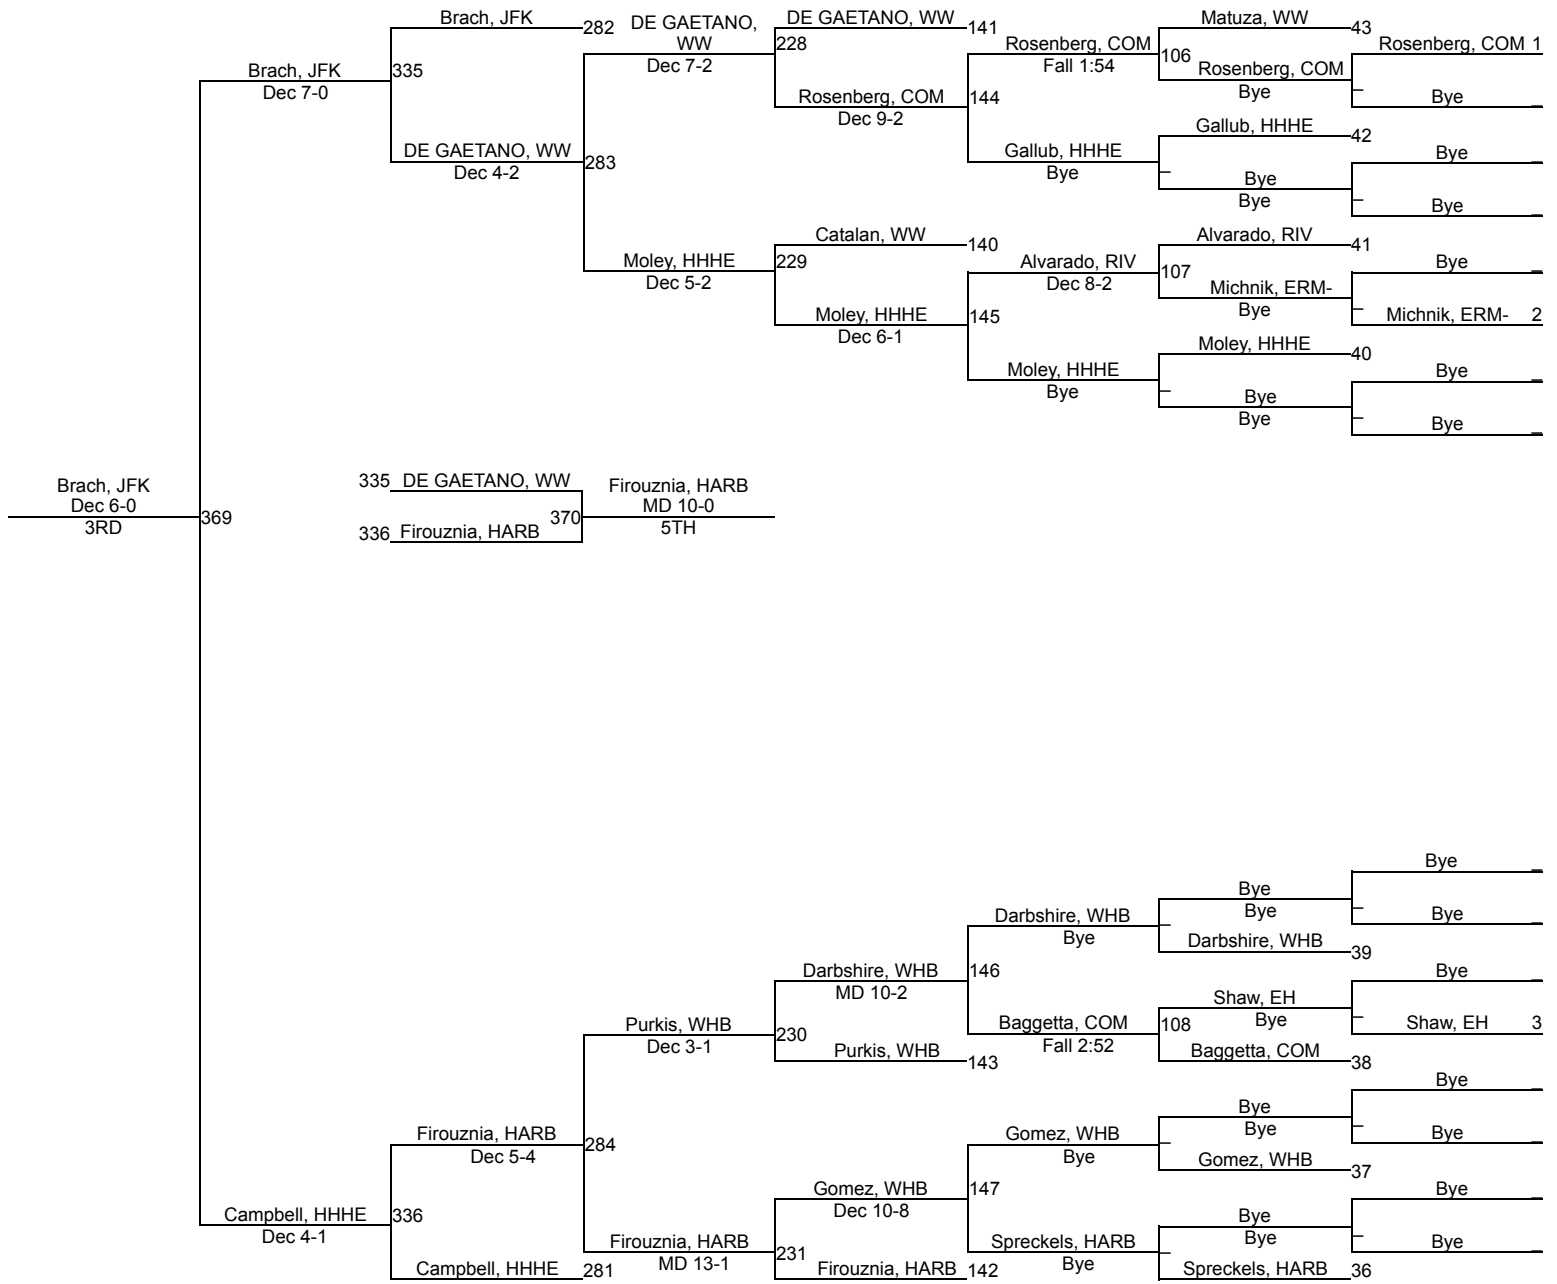 Brach, JFK
282
DE GAETANO,
WW
Dec 7-2
DE GAETANO, WW
141
Matuza, WW
43
228
Rosenberg, COM
Fall 1:54
Rosenberg, COM 1
106
Rosenberg, COM
Bye
Brach, JFK
Dec 7-0
335
Rosenberg, COM
Dec 9-2
144
_
Bye _
Gallub, HHHE
42
DE GAETANO, WW
Dec 4-2
283
Gallub, HHHE
Bye
_
Bye
Bye
Bye _
_
Bye _
Catalan, WW
140
Alvarado, RIV
41
Moley, HHHE
Dec 5-2
229
Alvarado, RIV
Dec 8-2
107
Bye _
Michnik, ERM-
Bye
_
Moley, HHHE
Dec 6-1
145
Michnik, ERM- 2
Moley, HHHE
40
Moley, HHHE
Bye
_
Bye
Bye
Bye _
_
Bye _
Brach, JFK
Dec 6-0
3RD
369
335 DE GAETANO, WW
370
336 Firouznia, HARB
Firouznia, HARB
MD 10-0
5TH
Bye _
Bye
Bye
_
Darbshire, WHB
Bye
_
Bye _
Darbshire, WHB
39
Darbshire, WHB
MD 10-2
146
Bye _
Shaw, EH
Bye
_
Purkis, WHB
Dec 3-1
230
Baggetta, COM
Fall 2:52
108
Shaw, EH 3
Purkis, WHB
143
Baggetta, COM
38
Bye _
Bye
Bye
_
Firouznia, HARB
Dec 5-4
284
Gomez, WHB
Bye
_
Bye _
Gomez, WHB
37
Gomez, WHB
Dec 10-8
147
Bye _
Campbell, HHHE
Dec 4-1
336
Bye
Bye
_
Firouznia, HARB
MD 13-1
231
Spreckels, HARB
Bye
_
Bye _
Campbell, HHHE
281
Firouznia, HARB
142
Spreckels, HARB
36